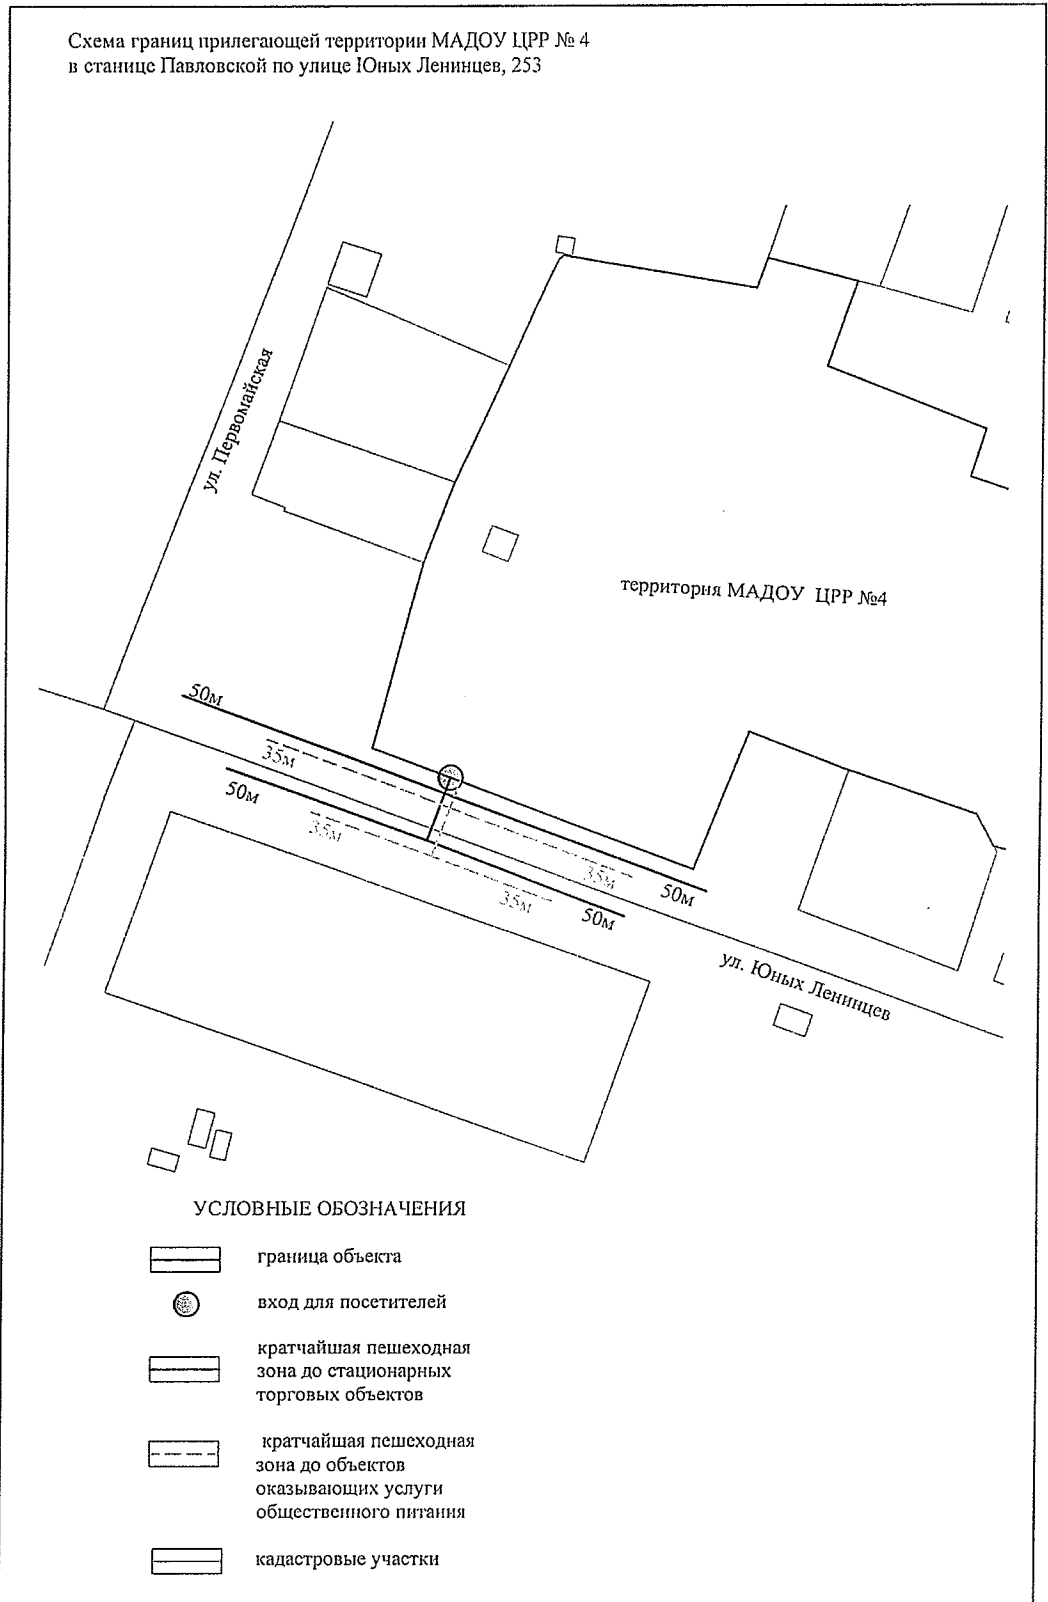 Схема границ прилегающей территории МАДОУ ЦРР № 4
в станице Павловской по улице Юных Ленинцев, 253
ул. Первомайская
территория МАДОУ ЦРР №4
50м
35м
50м
35м
35м
50м
35м
50м
ул. Юных Ленинцев
УСЛОВНЫЕ ОБОЗНАЧЕНИЯ
граница объекта
вход для посетителей
кратчайшая пешеходная
зона до стационарных
торговых объектов
кратчайшая пешеходная
зона до объектов
оказывающих услуги
общественного питания
кадастровые участки